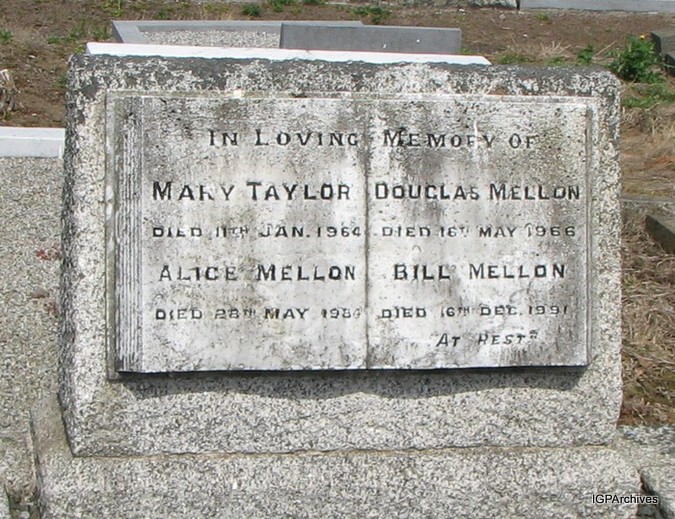 IN LOVING MEMORY OF
MARY TAYLOR
DIED 11TH JAN. 1964
ALICE MELLON
DIED 28TH MAY 1984
DOUGLAS MELLON
DIED 16TH MAY 1966
BILL MELLON
DIED 16TH DEC. 1991
"AT REST"
IGPArchives